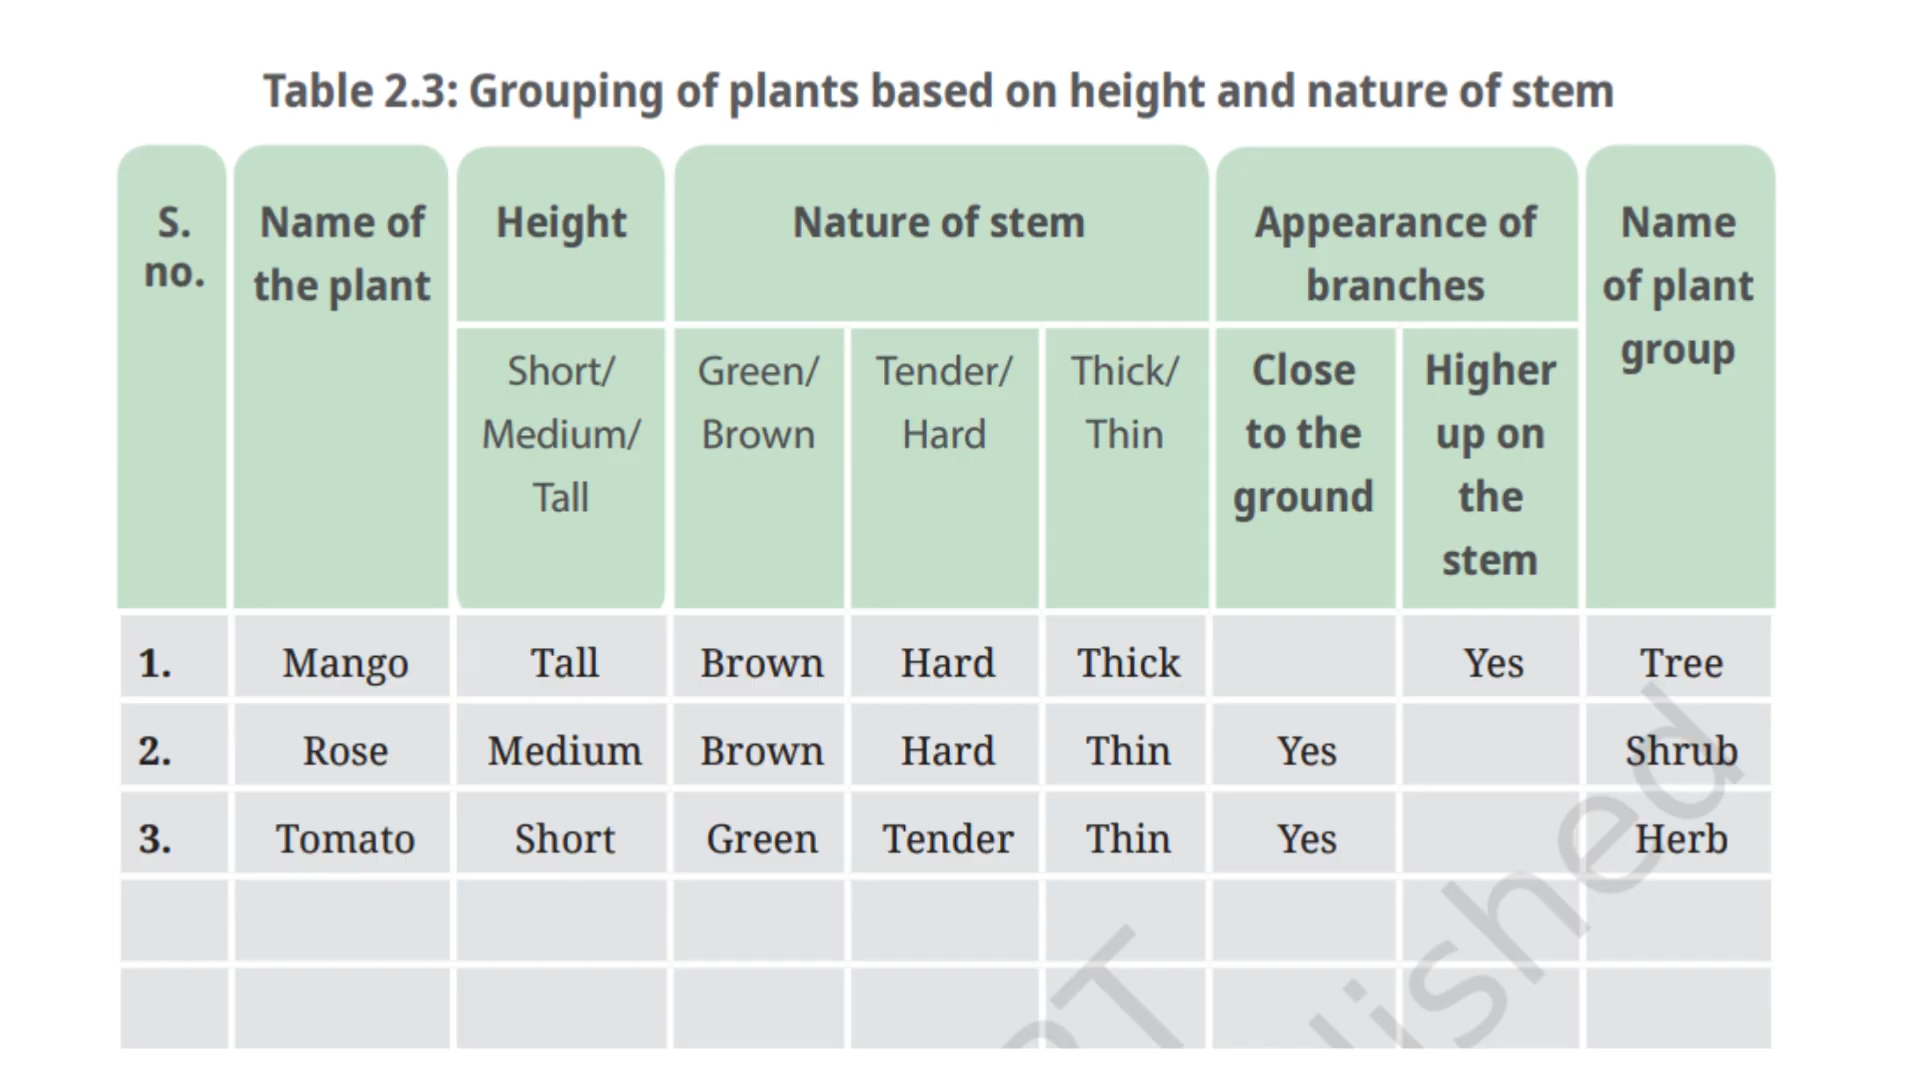 Table 2.3: Grouping of plants based on height and nature of stem
S. no.
Name of the plant
Height
Nature of stem
Appearance of branches
Name of plant group
Short/ Medium/ Tall
Green/ Brown
Tender/ Hard
Thick/ Thin
Close to the ground
Higher up on the stem
1. Mango Tall Brown Hard Thick Yes Tree
2. Rose Medium Brown Hard Thin Yes Shrub
3. Tomato Short Green Tender Thin Yes Herb